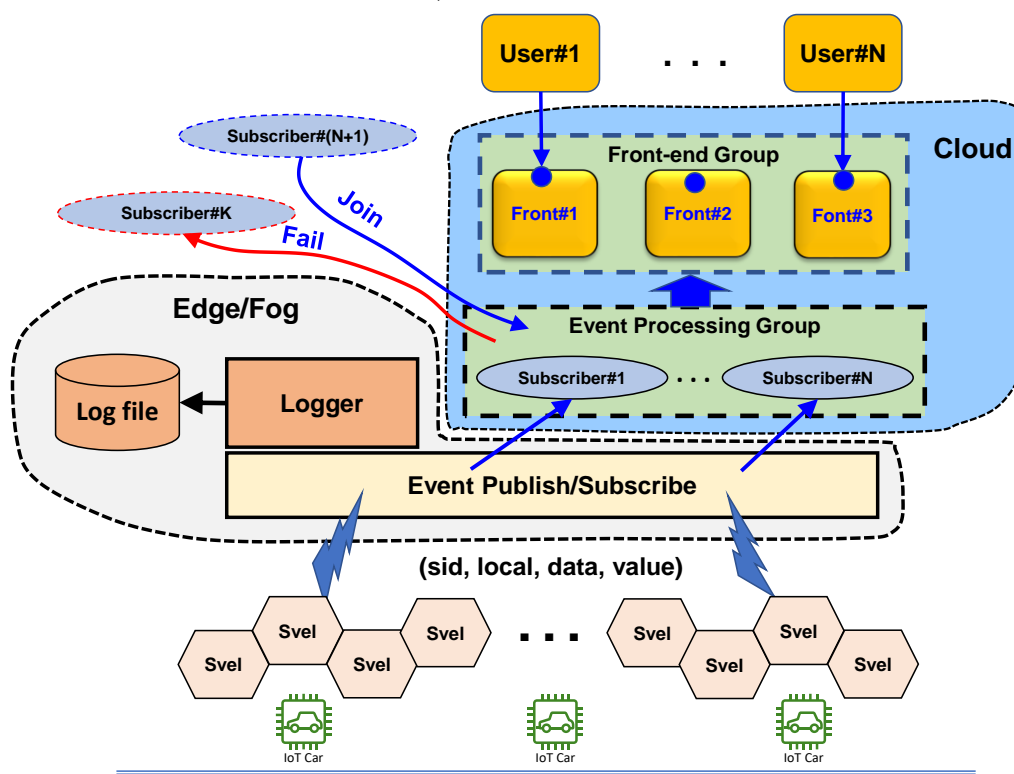 User#1
. . .
User#N
Subscriber#(N+1)
Cloud
Front-end Group
Subscriber#K
Join
Fail
Front#1
Front#2
Font#3
Edge/Fog
Event Processing Group
Subscriber#1
. . .
Subscriber#N
Log file
Logger
Event Publish/Subscribe
(sid, local, data, value)
Svel
Svel
Svel
Svel
. . .
Svel
Svel
Svel
Svel
IoT Car
IoT Car
IoT Car